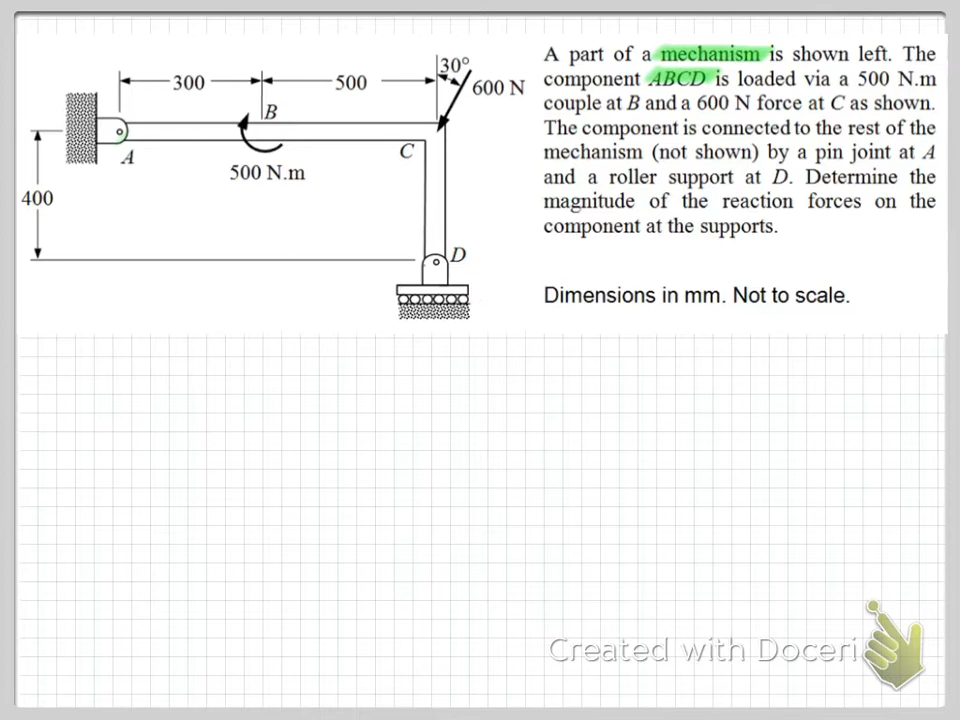 30°
300
500
600 N
B
A
C
500 N.m
400
D
A part of a mechanism is shown left. The
component ABCD is loaded via a 500 N.m
couple at B and a 600 N force at C as shown.
The component is connected to the rest of the
mechanism (not shown) by a pin joint at A
and a roller support at D. Determine the
magnitude of the reaction forces on the
component at the supports.
Dimensions in mm. Not to scale.
Created with Doceri